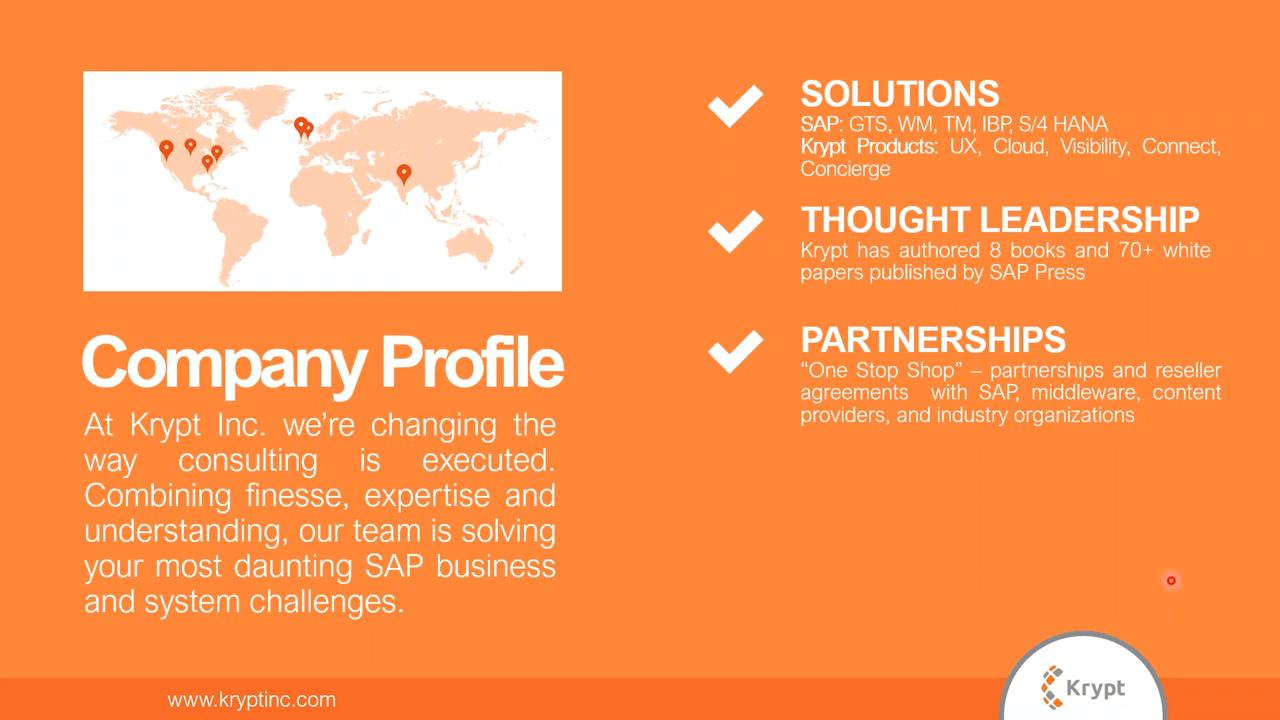 Company Profile
At Krypt Inc. we’re changing the
way consulting is executed.
Combining finesse, expertise and
understanding, our team is solving
your most daunting SAP business
and system challenges.
SOLUTIONS
SAP: GTS, WM, TM, IBP, S/4 HANA
Krypt Products: UX, Cloud, Visibility, Connect,
Concierge
THOUGHT LEADERSHIP
Krypt has authored 8 books and 70+ white
papers published by SAP Press
PARTNERSHIPS
“One Stop Shop” – partnerships and reseller
agreements with SAP, middleware, content
providers, and industry organizations
www.kryptinc.com
Krypt